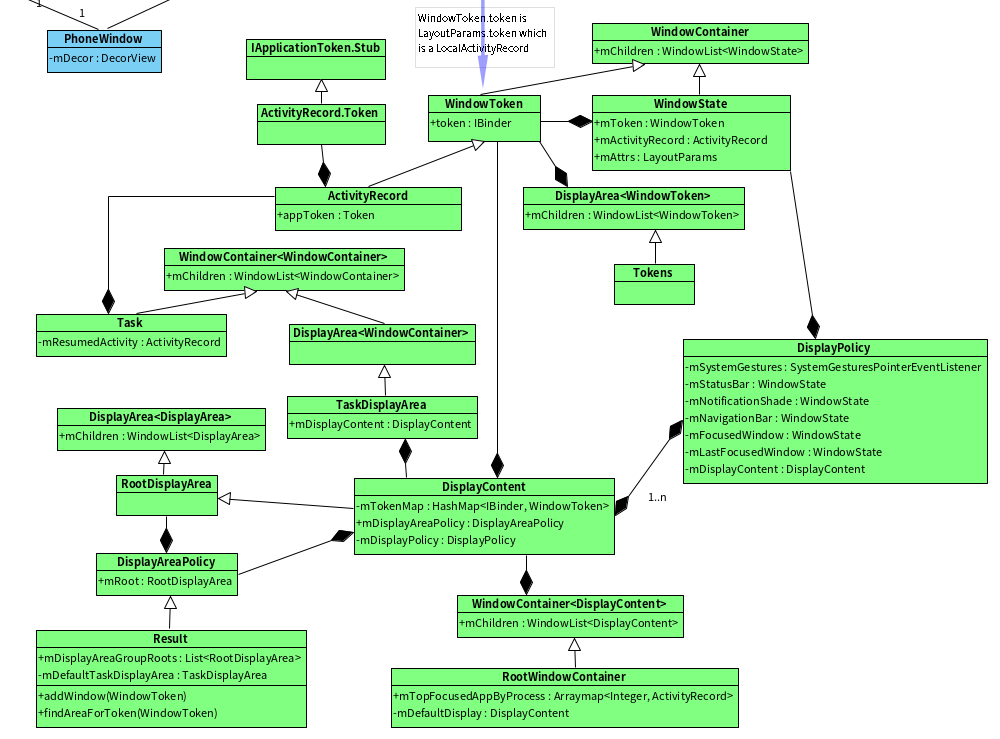 1
1
PhoneWindow
-mDecor : DecorView
WindowToken.token is
LayoutParams.token which
is a LocalActivityRecord
IApplicationToken.Stub
WindowContainer
+mChildren : WindowList<WindowState>
ActivityRecord.Token
WindowToken
+token : IBinder
WindowState
+mToken : WindowToken
+mActivityRecord : ActivityRecord
+mAttrs : LayoutParams
ActivityRecord
+appToken : Token
DisplayArea<WindowToken>
+mChildren : WindowList<WindowToken>
WindowContainer<WindowContainer>
+mChildren : WindowList<WindowContainer>
Tokens
Task
-mResumedActivity : ActivityRecord
DisplayArea<WindowContainer>
DisplayPolicy
-mSystemGestures : SystemGesturesPointerEventListener
-mStatusBar : WindowState
-mNotificationShade : WindowState
-mNavigationBar : WindowState
-mFocusedWindow : WindowState
-mLastFocusedWindow : WindowState
-mDisplayContent : DisplayContent
TaskDisplayArea
+mDisplayContent : DisplayContent
DisplayArea<DisplayArea>
+mChildren : WindowList<DisplayArea>
RootDisplayArea
DisplayContent
-mTokenMap : HashMap<IBinder, WindowToken>
+mDisplayAreaPolicy : DisplayAreaPolicy
-mDisplayPolicy : DisplayPolicy
1..n
DisplayAreaPolicy
+mRoot : RootDisplayArea
WindowContainer<DisplayContent>
+mChildren : WindowList<DisplayContent>
Result
+mDisplayAreaGroupRoots : List<RootDisplayArea>
-mDefaultTaskDisplayArea : TaskDisplayArea
+addWindow(WindowToken)
+findAreaForToken(WindowToken)
RootWindowContainer
+mTopFocusedAppByProcess : Arraymap<Integer, ActivityRecord>
-mDefaultDisplay : DisplayContent